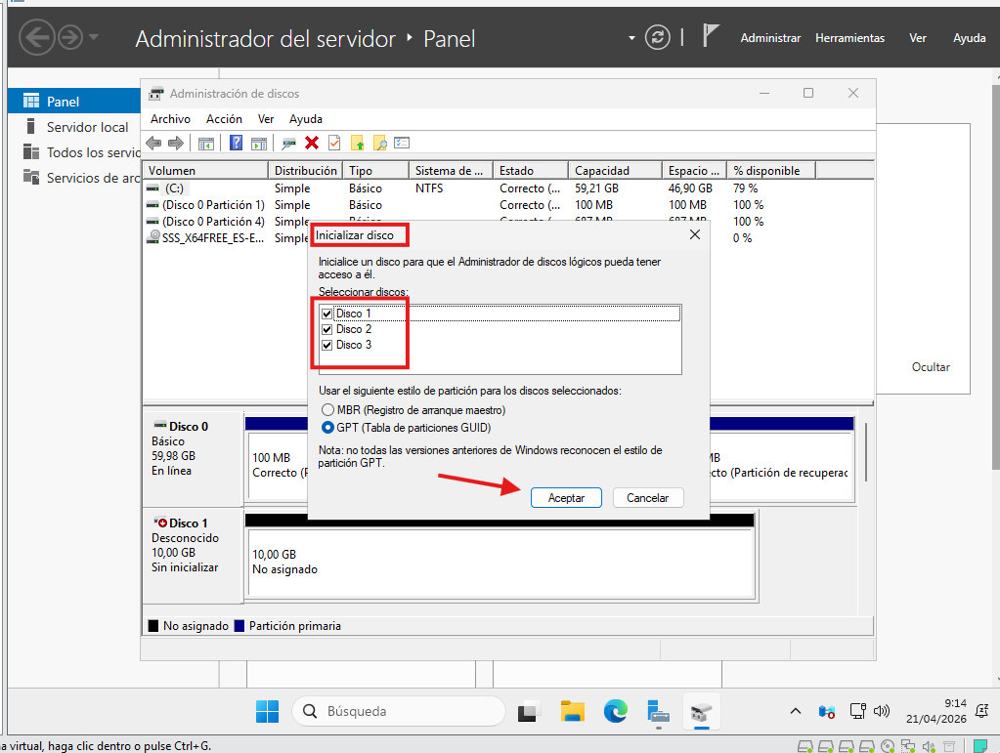 Administrador del servidor ‣ Panel
Administrar Herramientas Ver Ayuda
Panel
Servidor local
Todos los servic
Servicios de arc
Administración de discos
Archivo Acción Ver Ayuda
Volumen Distribución Tipo Sistema de ... Estado Capacidad Espacio ... % disponible
(C:) Simple Básico NTFS Correcto (... 59,21 GB 46,90 GB 79 %
(Disco 0 Partición 1) Simple Básico Correcto (... 100 MB 100 MB 100 %
(Disco 0 Partición 4) Simple Básico Correcto (... 687 MB 687 MB 100 %
SSS_X64FREE_ES-E... Simple 0 %
Inicializar disco
Inicialice un disco para que el Administrador de discos lógicos pueda tener
acceso a él.
Seleccionar discos:
Disco 1
Disco 2
Disco 3
Usar el siguiente estilo de partición para los discos seleccionados:
MBR (Registro de arranque maestro)
GPT (Tabla de particiones GUID)
Nota: no todas las versiones anteriores de Windows reconocen el estilo de
partición GPT.
Aceptar Cancelar
Ocultar
Disco 0
Básico
59,98 GB
En línea
100 MB
Correcto (P
MB
cto (Partición de recuperac
Disco 1
Desconocido
10,00 GB
Sin inicializar
10,00 GB
No asignado
No asignado Partición primaria
Búsqueda
9:14
21/04/2026
a virtual, haga clic dentro o pulse Ctrl+G.